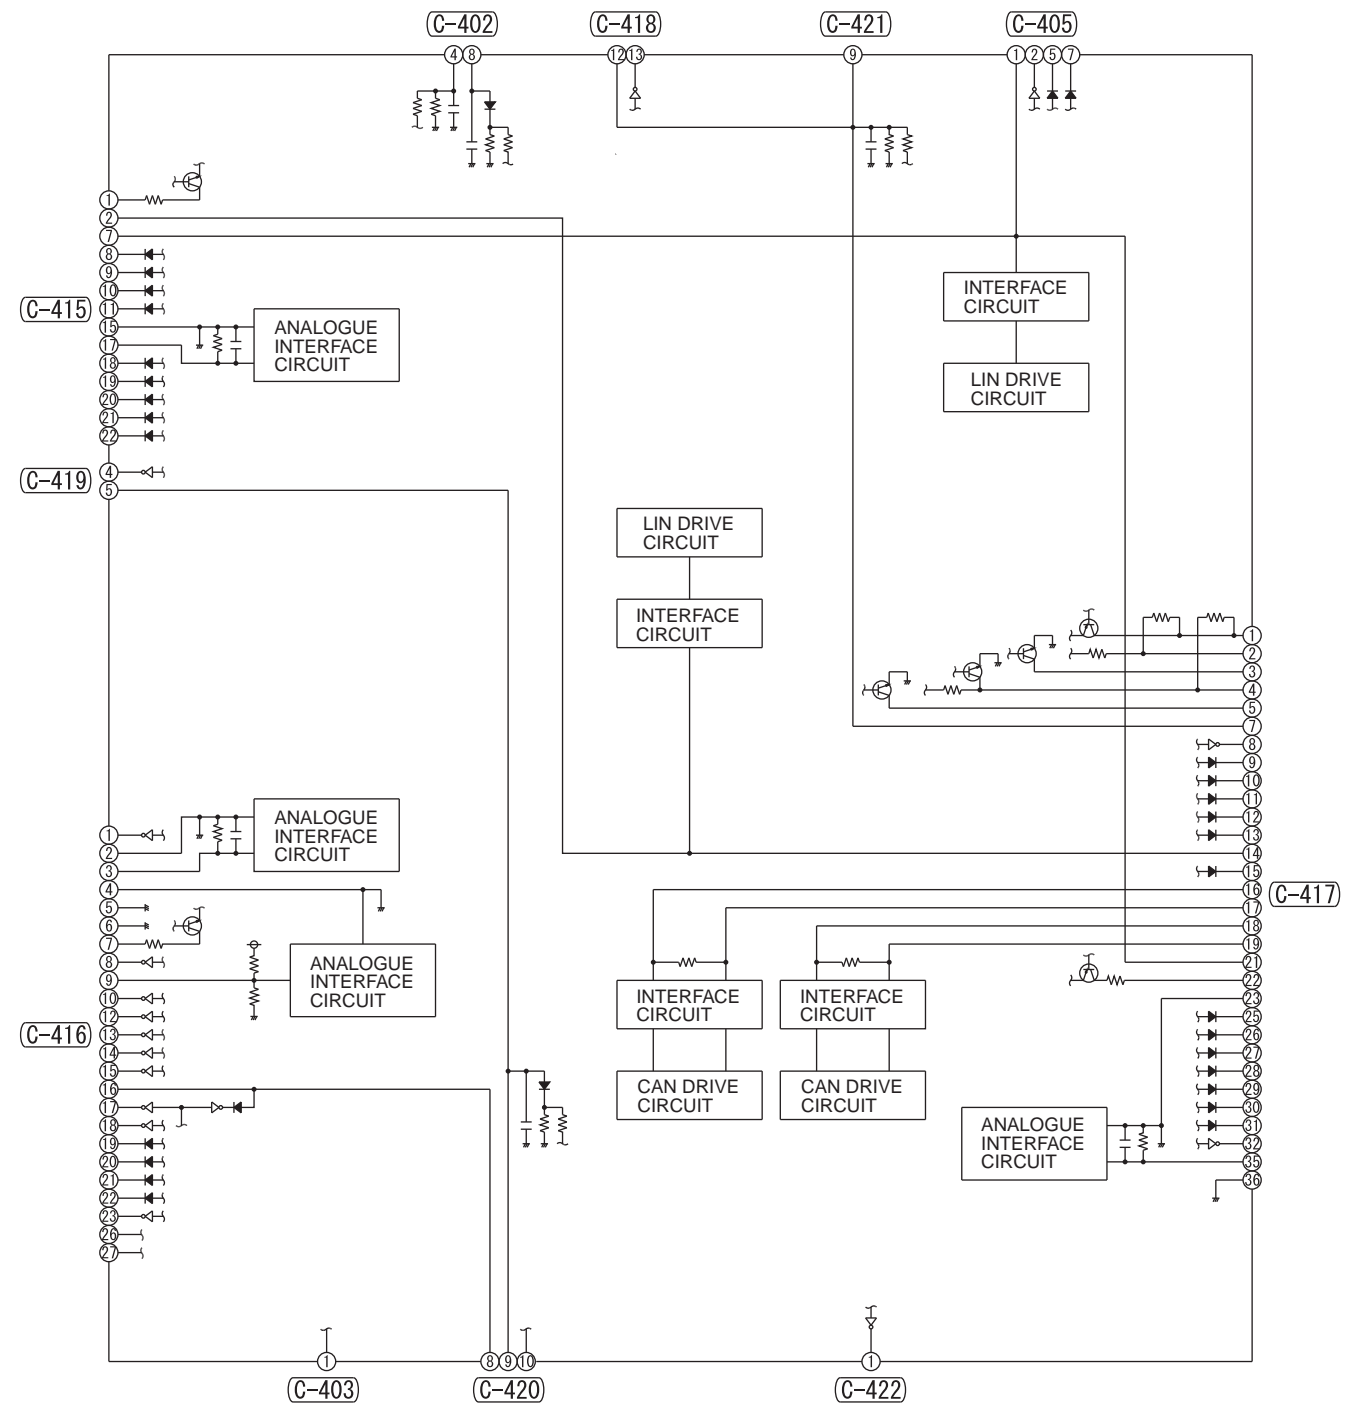 C-402
C-418
C-421
C-405
4 8
12 13
9
1 2 5 7
C-415
1
2
7
8
9
10
11
15
17
18
19
20
21
22
ANALOGUE
INTERFACE
CIRCUIT
INTERFACE
CIRCUIT
LIN DRIVE
CIRCUIT
C-419
4
5
LIN DRIVE
CIRCUIT
INTERFACE
CIRCUIT
C-416
1
2
3
4
5
6
7
8
9
10
12
13
14
15
16
17
18
19
20
21
22
23
26
27
ANALOGUE
INTERFACE
CIRCUIT
ANALOGUE
INTERFACE
CIRCUIT
INTERFACE
CIRCUIT
CAN DRIVE
CIRCUIT
INTERFACE
CIRCUIT
CAN DRIVE
CIRCUIT
ANALOGUE
INTERFACE
CIRCUIT
C-417
1
2
3
4
5
7
8
9
10
11
12
13
14
15
16
17
18
19
21
22
23
25
26
27
28
29
30
31
32
35
36
1
8 9 10
1
C-403
C-420
C-422